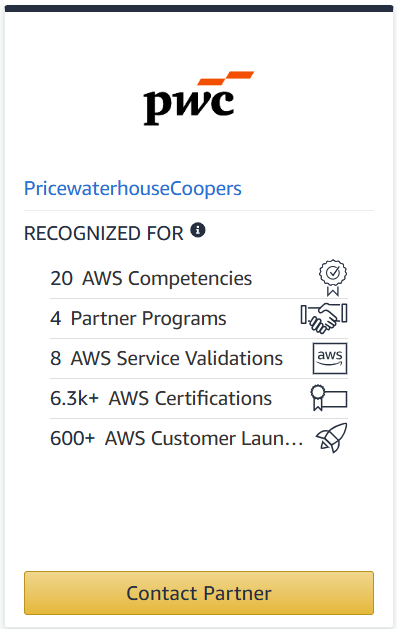 pwc
PricewaterhouseCoopers
RECOGNIZED FOR
20 AWS Competencies
4 Partner Programs
8 AWS Service Validations
aws
6.3k+ AWS Certifications
600+ AWS Customer Laun...
Contact Partner